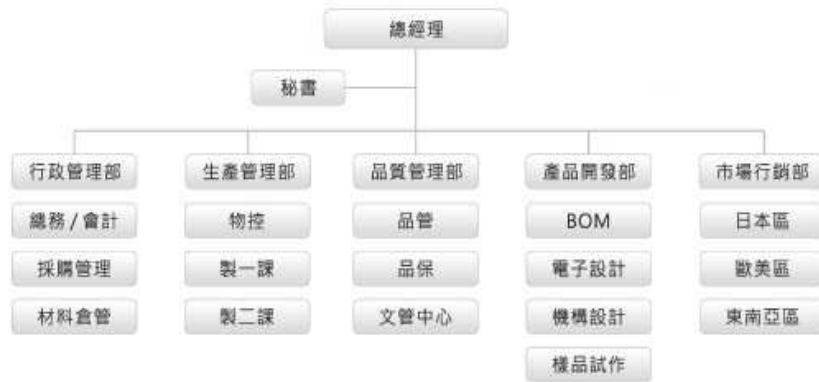 總經理
秘書
行政管理部
生產管理部
品質管理部
產品開發部
市場行銷部
總務 / 會計
物控
品管
BOM
日本區
採購管理
製一課
品保
電子設計
歐美區
材料倉管
製二課
文管中心
機構設計
東南亞區
樣品試作